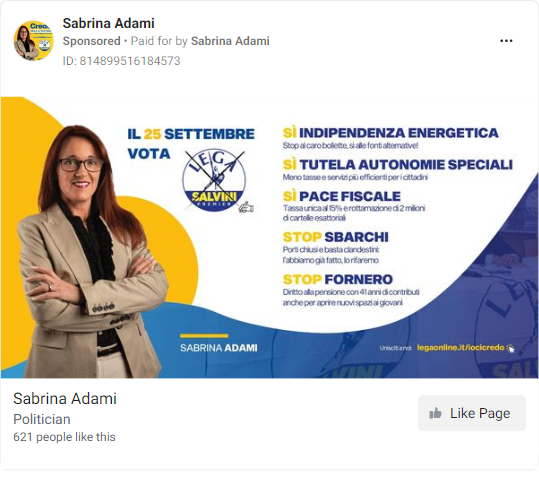 Sabrina Adami
Sponsored • Paid for by Sabrina Adami
ID: 814899516184573
Credo
IL 25 SETTEMBRE
VOTA
LEGA
SALVINI
PREMIER
SÌ INDIPENDENZA ENERGETICA
Stop al caro bollette, sì alle fonti alternative!
SÌ TUTELA AUTONOMIE SPECIALI
Meno tasse e servizi più efficienti per i cittadini
SÌ PACE FISCALE
Tassa unica al 15% e rottamazione di 2 milioni
di cartelle esattoriali
STOP SBARCHI
Porti chiusi e basta clandestini:
l'abbiamo già fatto, lo rifaremo
STOP FORNERO
Diritto alla pensione con 41 anni di contributi
anche per aprire nuovi spazi ai giovani
SABRINA ADAMI
Unisciti a noi: legaonline.it/iocicredo
SALVINI
Sabrina Adami
Politician
621 people like this
Like Page